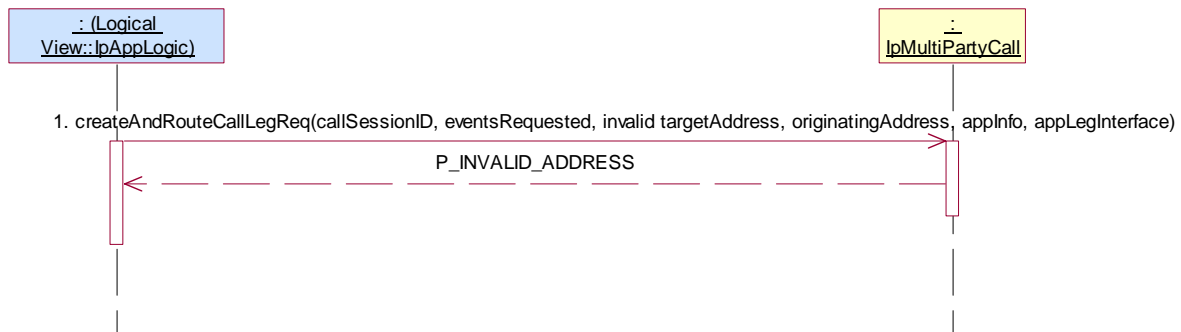 : (Logical
View::IpAppLogic)
:
IpMultiPartyCall
1. createAndRouteCallLegReq(callSessionID, eventsRequested, invalid targetAddress, originatingAddress, appInfo, appLegInterface)
P_INVALID_ADDRESS